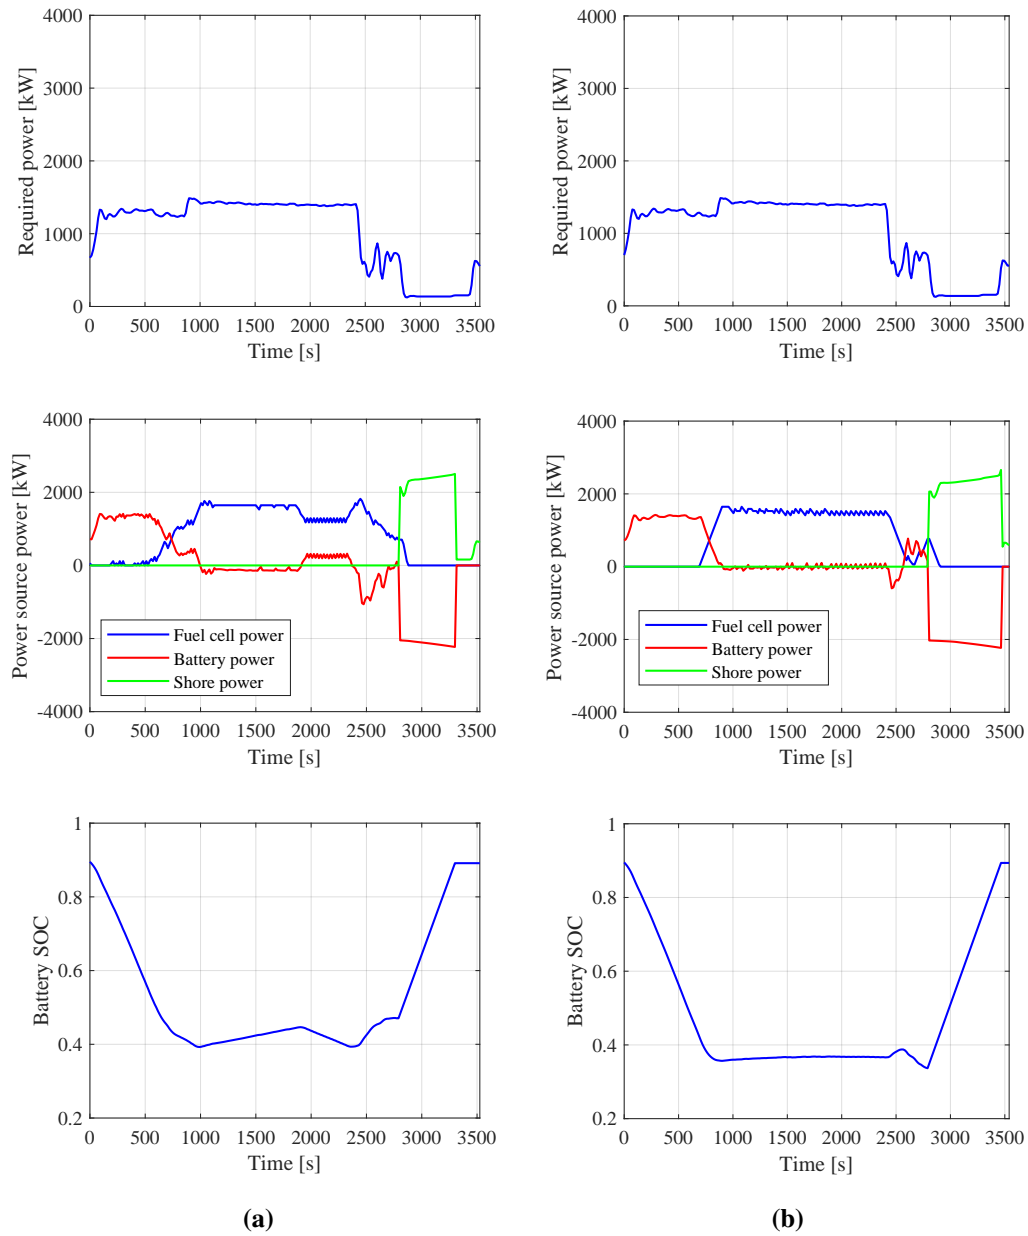 4000
3000
2000
1000
0
Required power [kW]
0 500 1000 1500 2000 2500 3000 3500
Time [s]
4000
3000
2000
1000
0
Required power [kW]
0 500 1000 1500 2000 2500 3000 3500
Time [s]
4000
2000
0
-2000
-4000
Power source power [kW]
Fuel cell power
Battery power
Shore power
0 500 1000 1500 2000 2500 3000 3500
Time [s]
4000
2000
0
-2000
-4000
Power source power [kW]
Fuel cell power
Battery power
Shore power
0 500 1000 1500 2000 2500 3000 3500
Time [s]
1
0.8
0.6
0.4
0.2
Battery SOC
0 500 1000 1500 2000 2500 3000 3500
Time [s]
1
0.8
0.6
0.4
0.2
Battery SOC
0 500 1000 1500 2000 2500 3000 3500
Time [s]
(a)
(b)